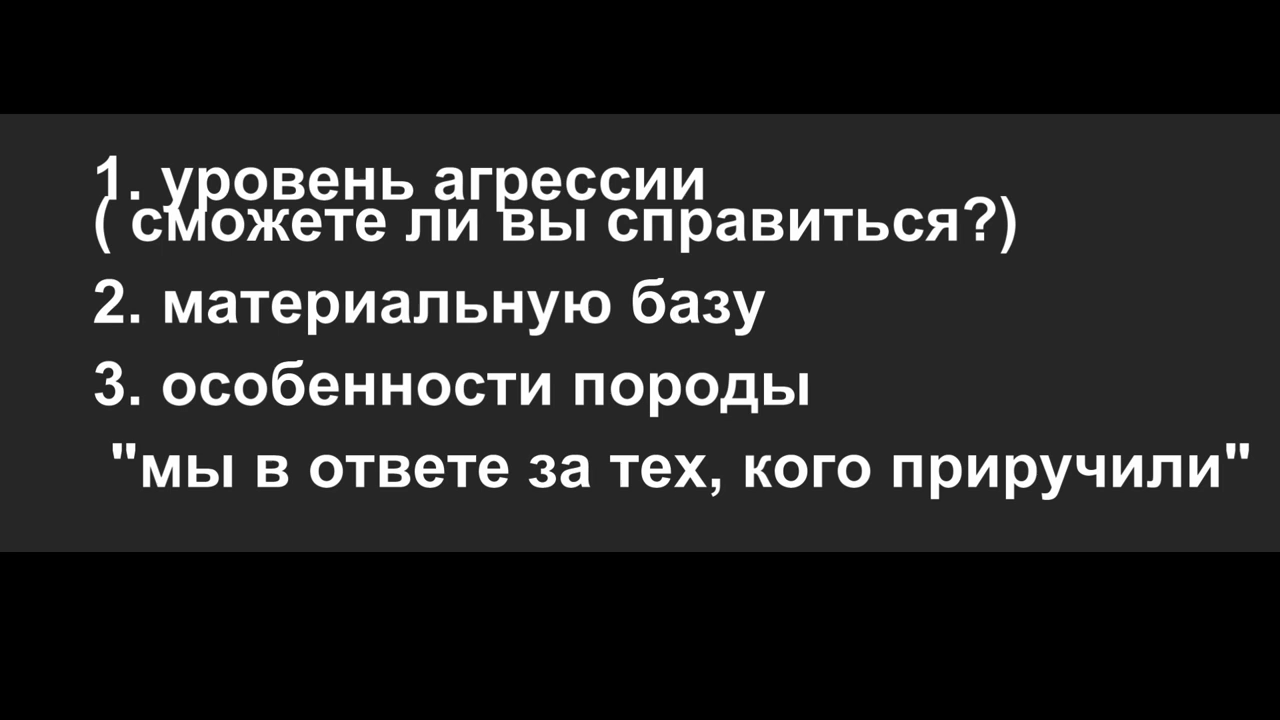 1. уровень агрессии
( сможете ли вы справиться?)
2. материальную базу
3. особенности породы
"мы в ответе за тех, кого приручили"